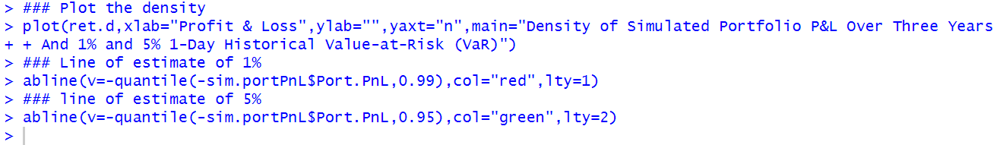 > ### Plot the density
> plot(ret.d,xlab="Profit & Loss",ylab="",yaxt="n",main="Density of Simulated Portfolio P&L Over Three Years
+ + And 1% and 5% 1-Day Historical Value-at-Risk (VaR)")
> ### Line of estimate of 1%
> abline(v=-quantile(-sim.portPnL$Port.PnL,0.99),col="red",lty=1)
> ### line of estimate of 5%
> abline(v=-quantile(-sim.portPnL$Port.PnL,0.95),col="green",lty=2)
>